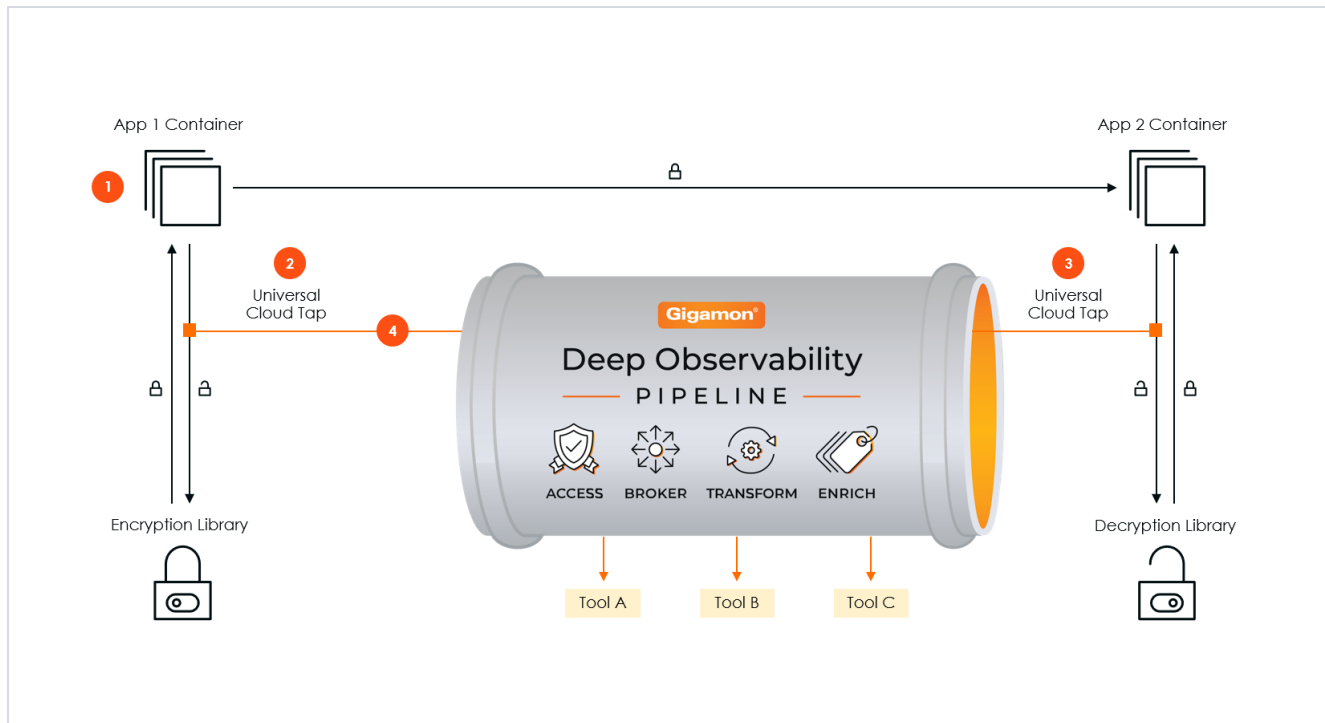 App 1 Container
App 2 Container
1
2
Universal
Cloud Tap
3
Universal
Cloud Tap
4
Gigamon®
Deep Observability
PIPELINE
ACCESS
BROKER
TRANSFORM
ENRICH
Encryption Library
Decryption Library
Tool A
Tool B
Tool C